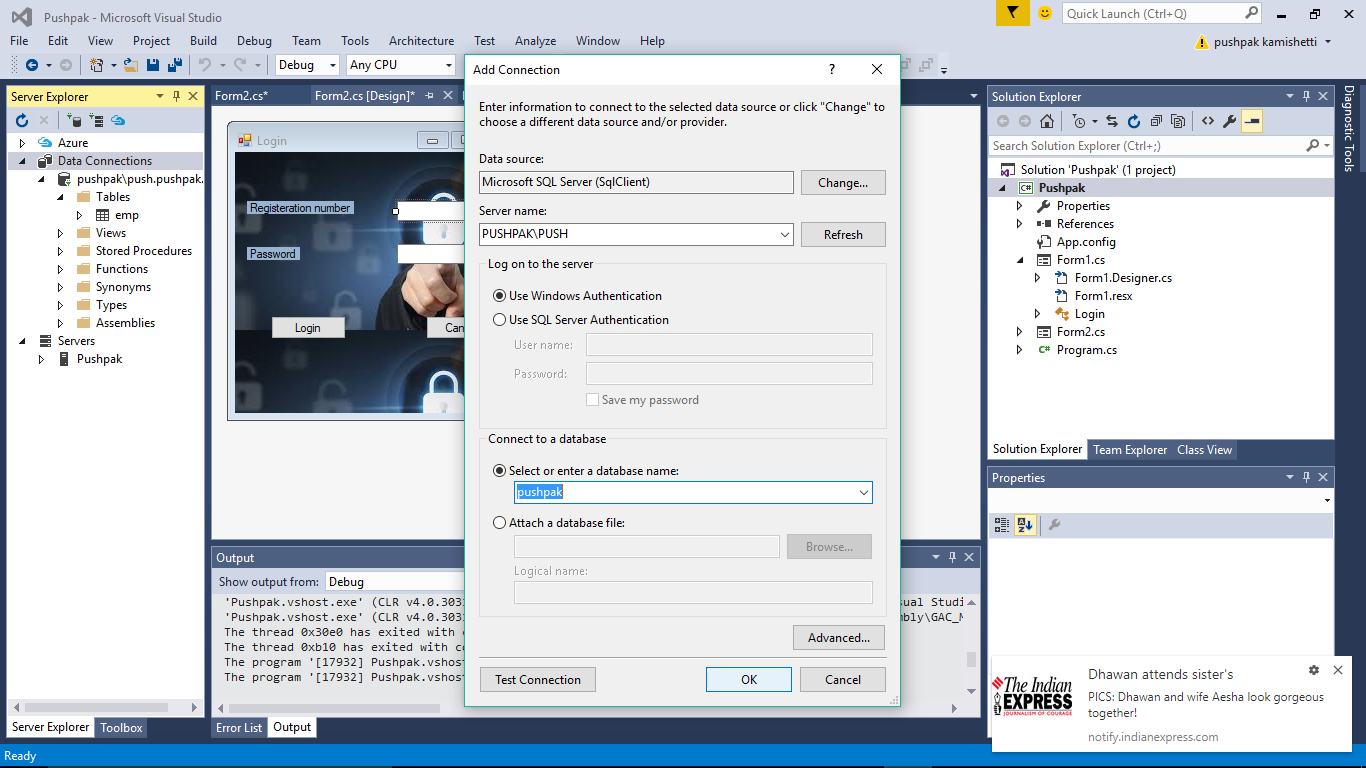 Pushpak - Microsoft Visual Studio
Quick Launch (Ctrl+Q)
File Edit View Project Build Debug Team Tools Architecture Test Analyze Window Help
pushpak kamishetti
Debug
Any CPU
Server Explorer
Azure
Data Connections
pushpak\push.pushpak.
Tables
emp
Views
Stored Procedures
Functions
Synonyms
Types
Assemblies
Servers
Pushpak
Server Explorer Toolbox
Form2.cs*
Form2.cs [Design]*
Login
Registeration number
Password
Login
Can
Add Connection
?
Enter information to connect to the selected data source or click "Change" to
choose a different data source and/or provider.
Data source:
Microsoft SQL Server (SqlClient)
Change...
Server name:
PUSHPAK\PUSH
Refresh
Log on to the server
Use Windows Authentication
Use SQL Server Authentication
User name:
Password:
Save my password
Connect to a database
Select or enter a database name:
pushpak
Attach a database file:
Browse...
Logical name:
Advanced...
Test Connection
OK
Cancel
Output
Show output from: Debug
'Pushpak.vshost.exe' (CLR v4.0.303
ual Studi
'Pushpak.vshost.exe' (CLR v4.0.303
mbly\GAC_M
The thread 0x30e0 has exited with
The thread 0xb10 has exited with co
The program '[17932] Pushpak.vshost
The program '[17932] Pushpak.vshost
Error List Output
Solution Explorer
Search Solution Explorer (Ctrl+;)
Solution 'Pushpak' (1 project)
Pushpak
Properties
References
App.config
Form1.cs
Form1.Designer.cs
Form1.resx
Login
Form2.cs
Program.cs
Solution Explorer Team Explorer Class View
Properties
Diagnostic Tools
The Indian
EXPRESS
JOURNALISM OF COURAGE
Dhawan attends sister's
PICS: Dhawan and wife Aesha look gorgeous
together!
notify.indianexpress.com
Ready